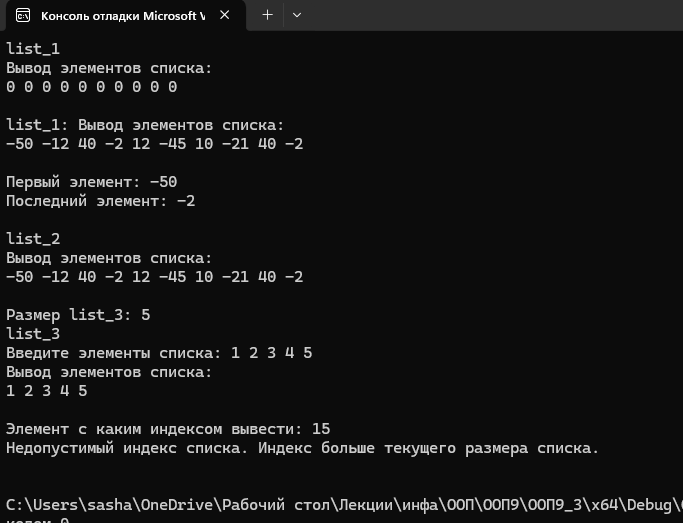 Консоль отладки Microsoft V
list_1
Вывод элементов списка:
0 0 0 0 0 0 0 0 0 0
list_1: Вывод элементов списка:
-50 -12 40 -2 12 -45 10 -21 40 -2
Первый элемент: -50
Последний элемент: -2
list_2
Вывод элементов списка:
-50 -12 40 -2 12 -45 10 -21 40 -2
Размер list_3: 5
list_3
Введите элементы списка: 1 2 3 4 5
Вывод элементов списка:
1 2 3 4 5
Элемент с каким индексом вывести: 15
Недопустимый индекс списка. Индекс больше текущего размера списка.
C:\Users\sasha\OneDrive\Рабочий стол\Лекции\инфа\ООП\ООП9\ООП9_3\x64\Debug\